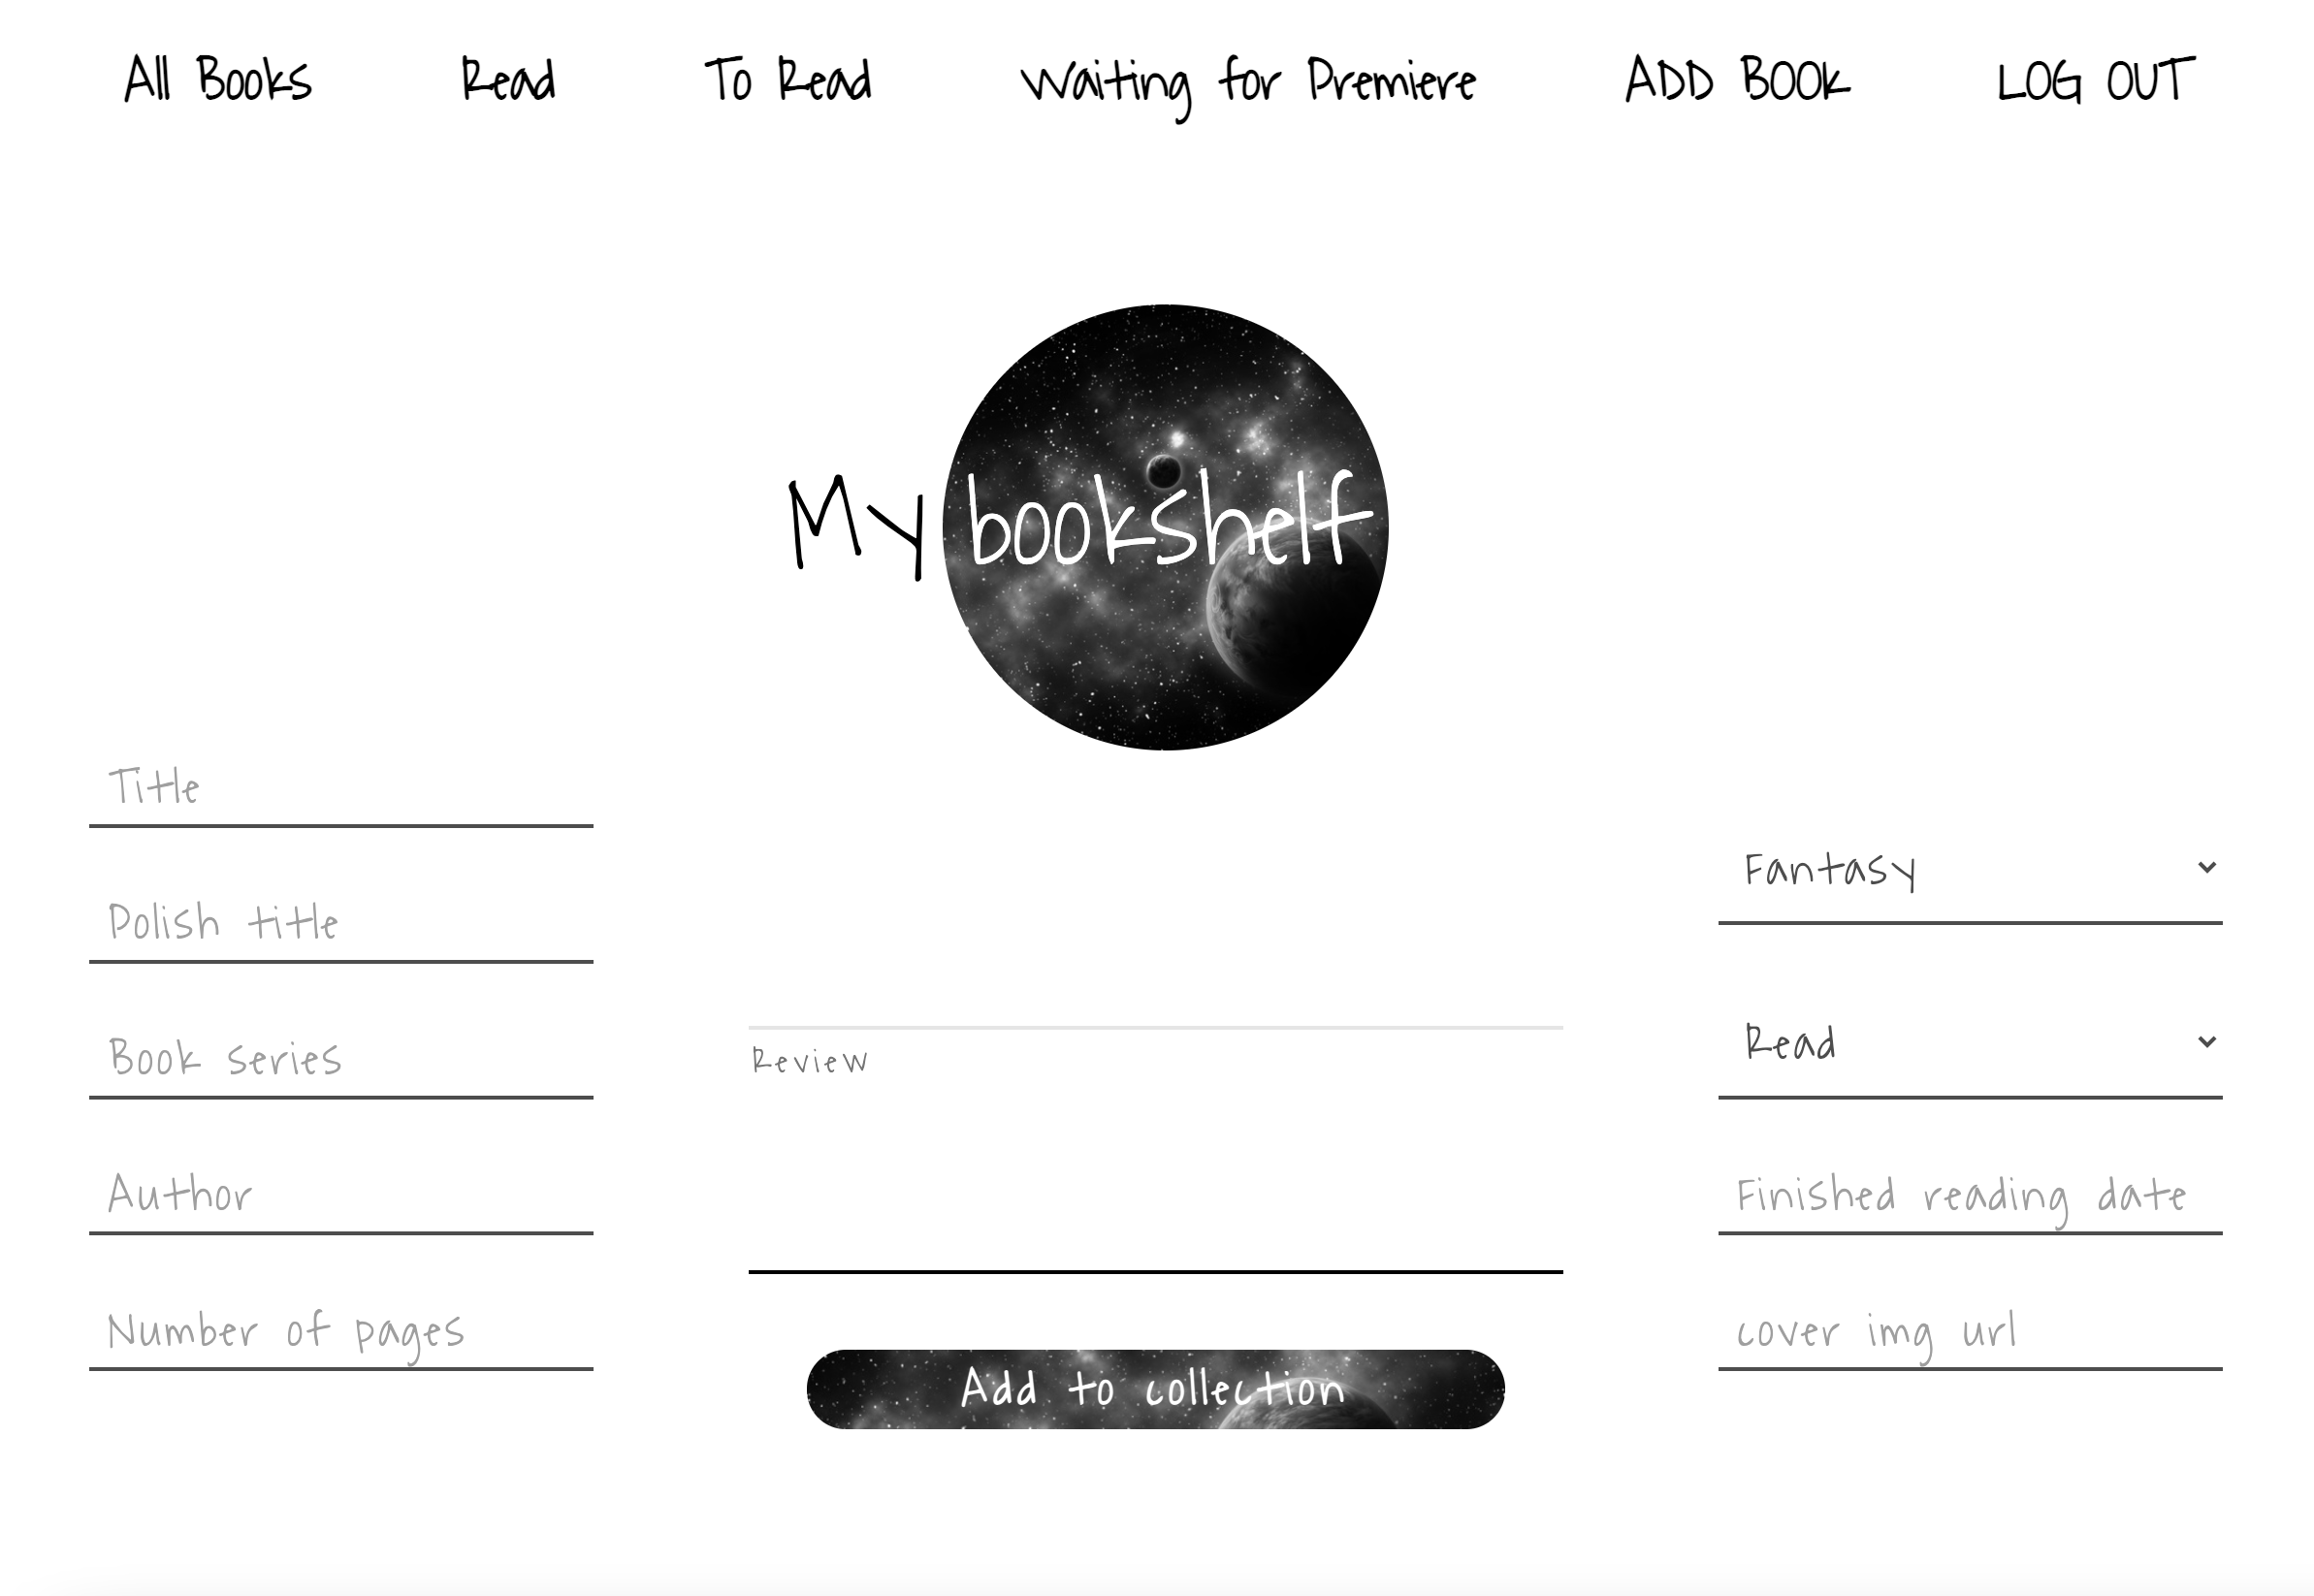 All Books Read To Read Waiting for Premiere ADD BOOK LOG OUT
My bookshelf
Title
Polish title
Book series
Author
Number of pages
Review
Add to collection
Fantasy
Read
Finished reading date
cover img url